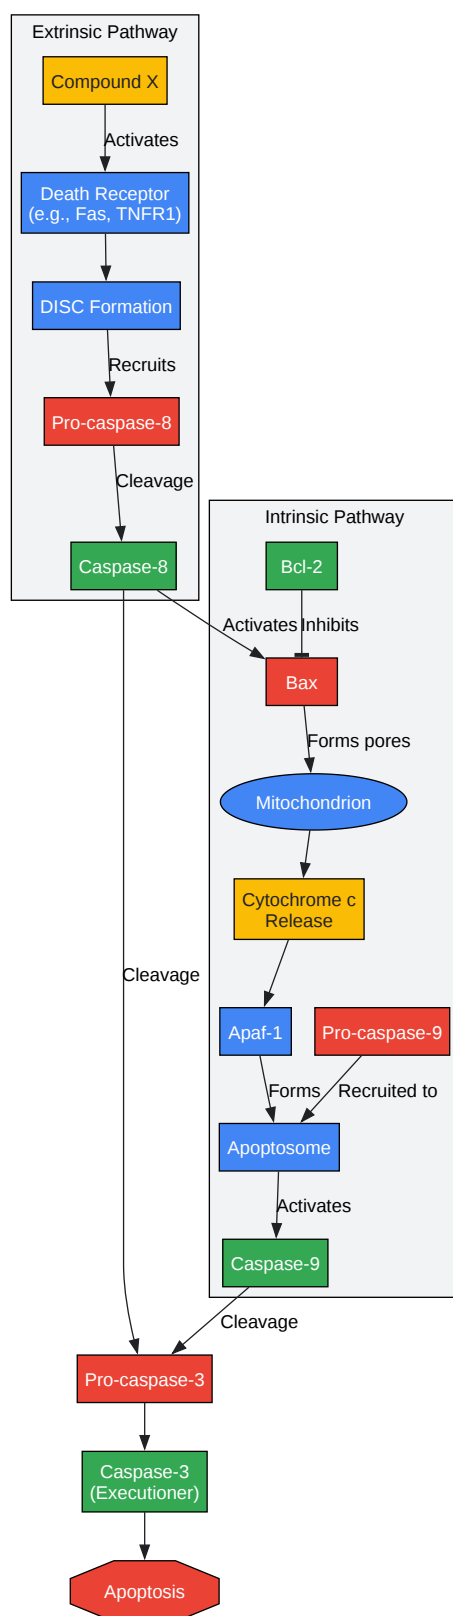 Extrinsic Pathway
Compound X
Activates
Death Receptor
(e.g., Fas, TNFR1)
DISC Formation
Recruits
Pro-caspase-8
Cleavage
Caspase-8
Intrinsic Pathway
Bcl-2
Activates
Inhibits
Bax
Forms pores
Mitochondrion
Cytochrome c
Release
Cleavage
Apaf-1
Pro-caspase-9
Forms
Recruited to
Apoptosome
Activates
Caspase-9
Cleavage
Pro-caspase-3
Caspase-3
(Executioner)
Apoptosis